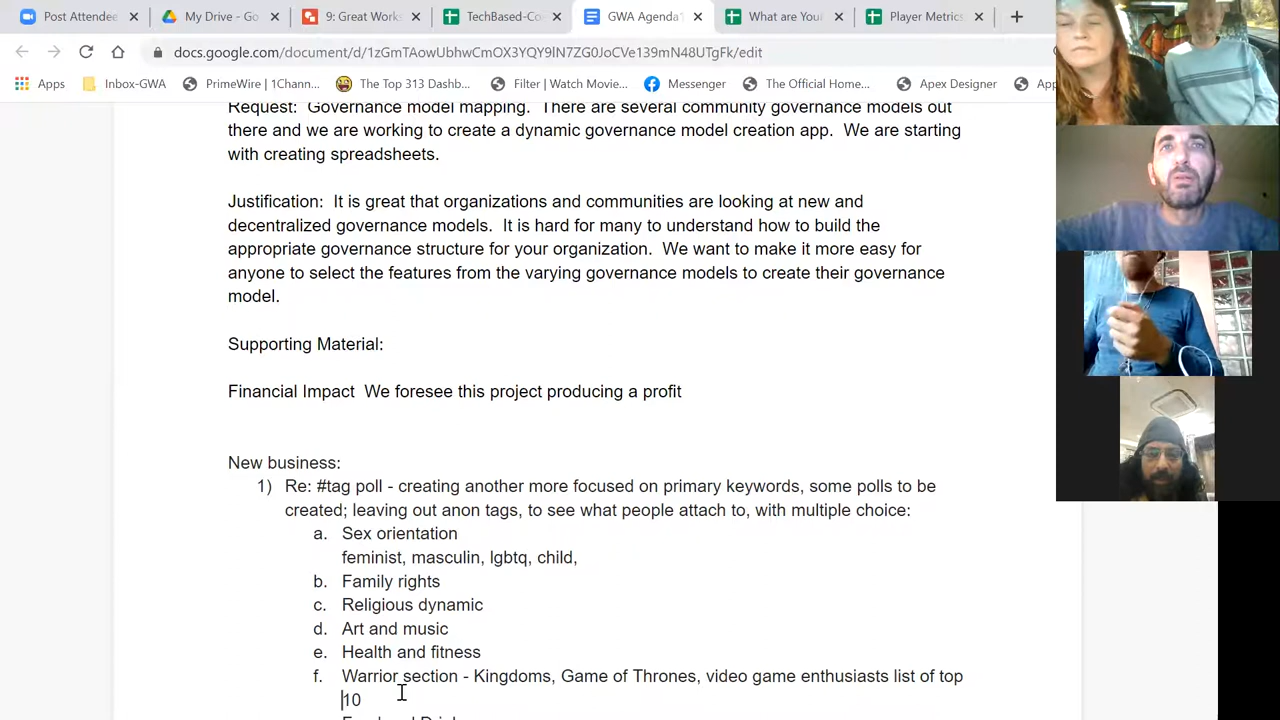 Post Attendee
My Drive - Go
9: Great Work
TechBased-Co
GWA Agenda
What are You
Player Metrics
docs.google.com/document/d/1zGmTAowUbhwCmOX3YQY9lN7ZG0JoCVe139mN48UTgFk/edit
Apps
Inbox-GWA
PrimeWire | 1Chann...
The Top 313 Dashb...
Filter | Watch Movie...
Messenger
The Official Home...
Apex Designer
Ap
Request: Governance model mapping. There are several community governance models out
there and we are working to create a dynamic governance model creation app. We are starting
with creating spreadsheets.
Justification: It is great that organizations and communities are looking at new and
decentralized governance models. It is hard for many to understand how to build the
appropriate governance structure for your organization. We want to make it more easy for
anyone to select the features from the varying governance models to create their governance
model.
Supporting Material:
Financial Impact We foresee this project producing a profit
New business:
1) Re: #tag poll - creating another more focused on primary keywords, some polls to be
created; leaving out anon tags, to see what people attach to, with multiple choice:
a. Sex orientation
feminist, masculin, lgbtq, child,
b. Family rights
c. Religious dynamic
d. Art and music
e. Health and fitness
f. Warrior section - Kingdoms, Game of Thrones, video game enthusiasts list of top
10